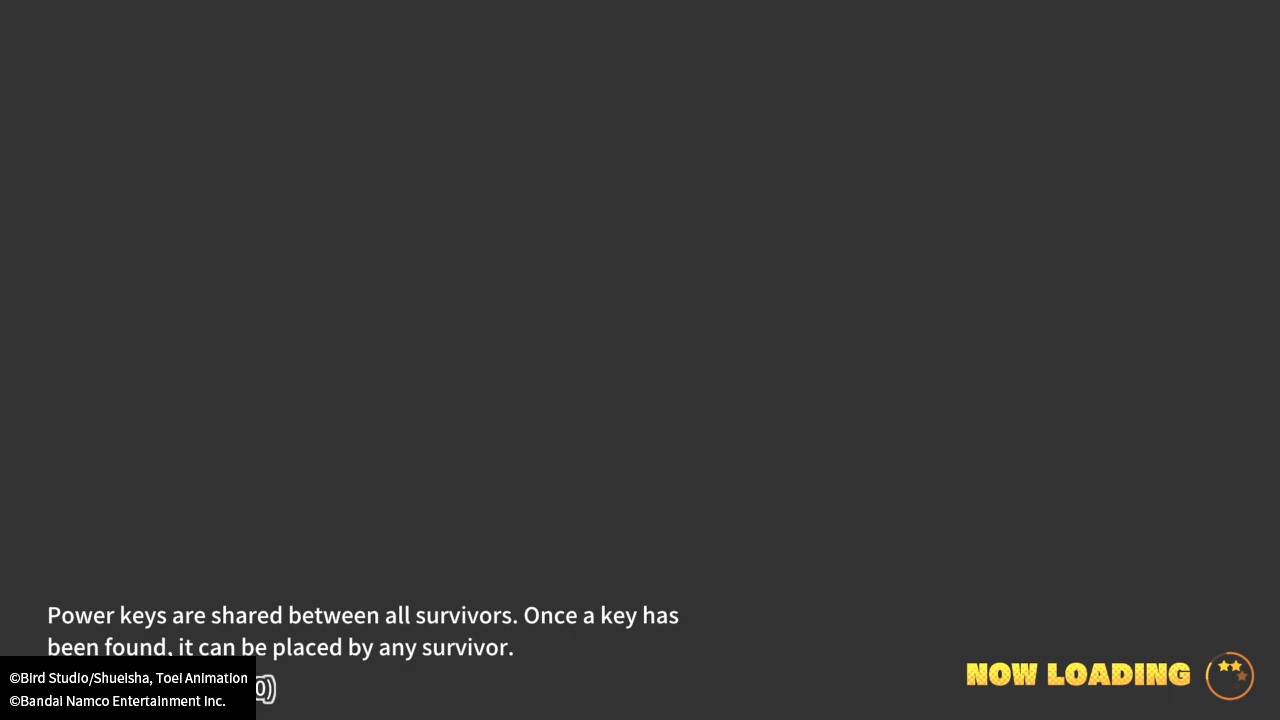 Power keys are shared between all survivors. Once a key has
been found, it can be placed by any survivor.
©Bird Studio/Shueisha, Toei Animation
©Bandai Namco Entertainment Inc.
NOW LOADING